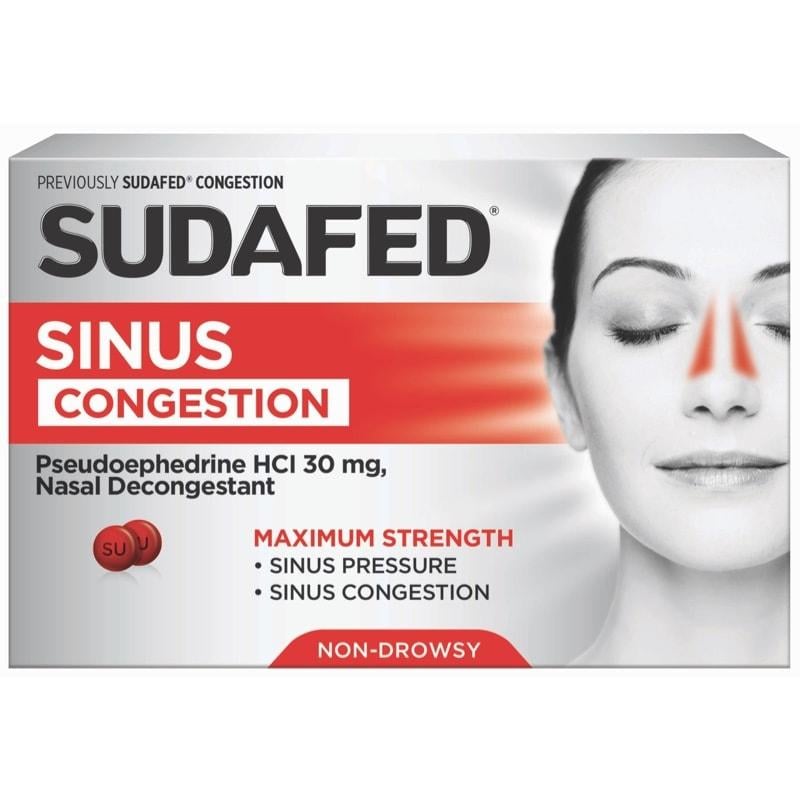 PREVIOUSLY SUDAFED® CONGESTION
SUDAFED®
SINUS
CONGESTION
Pseudoephedrine HCl 30 mg,
Nasal Decongestant
SU U
MAXIMUM STRENGTH
• SINUS PRESSURE
• SINUS CONGESTION
NON-DROWSY